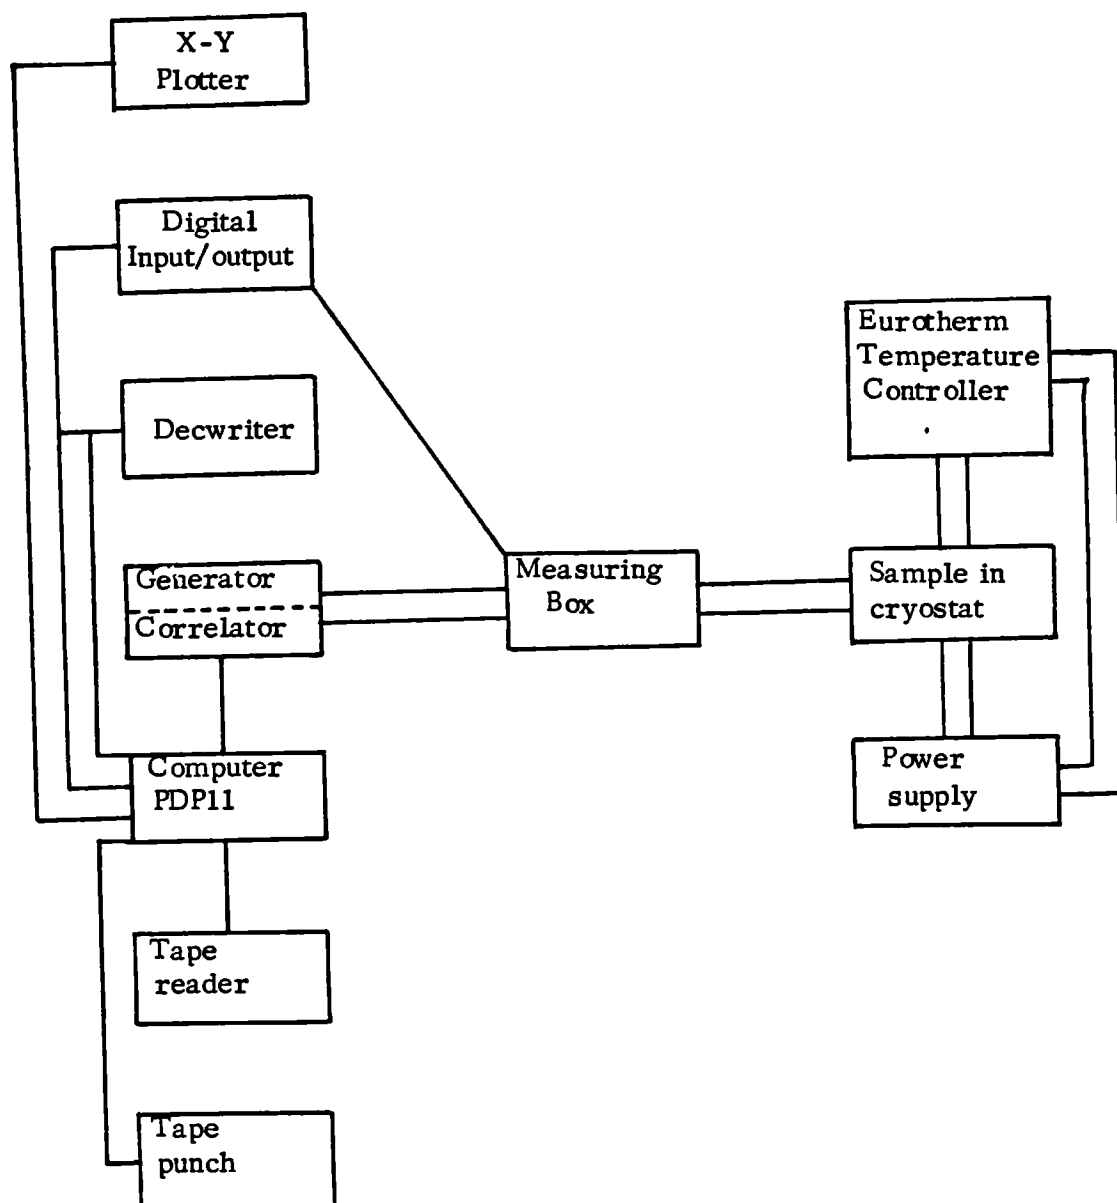 X-Y
Plotter
Digital
Input/output
Decwriter
Generator
Correlator
Computer
PDP11
Tape
reader
Tape
punch
Measuring
Box
Eurotherm
Temperature
Controller
Sample in
cryostat
Power
supply